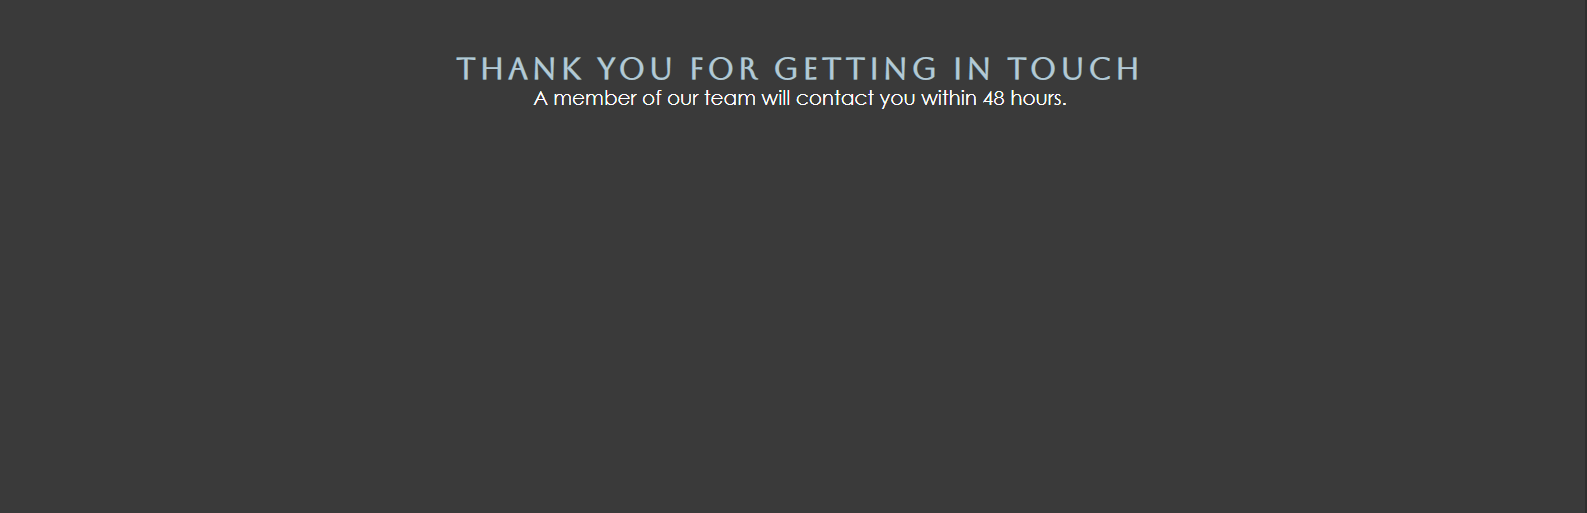 THANK YOU FOR GETTING IN TOUCH
A member of our team will contact you within 48 hours.